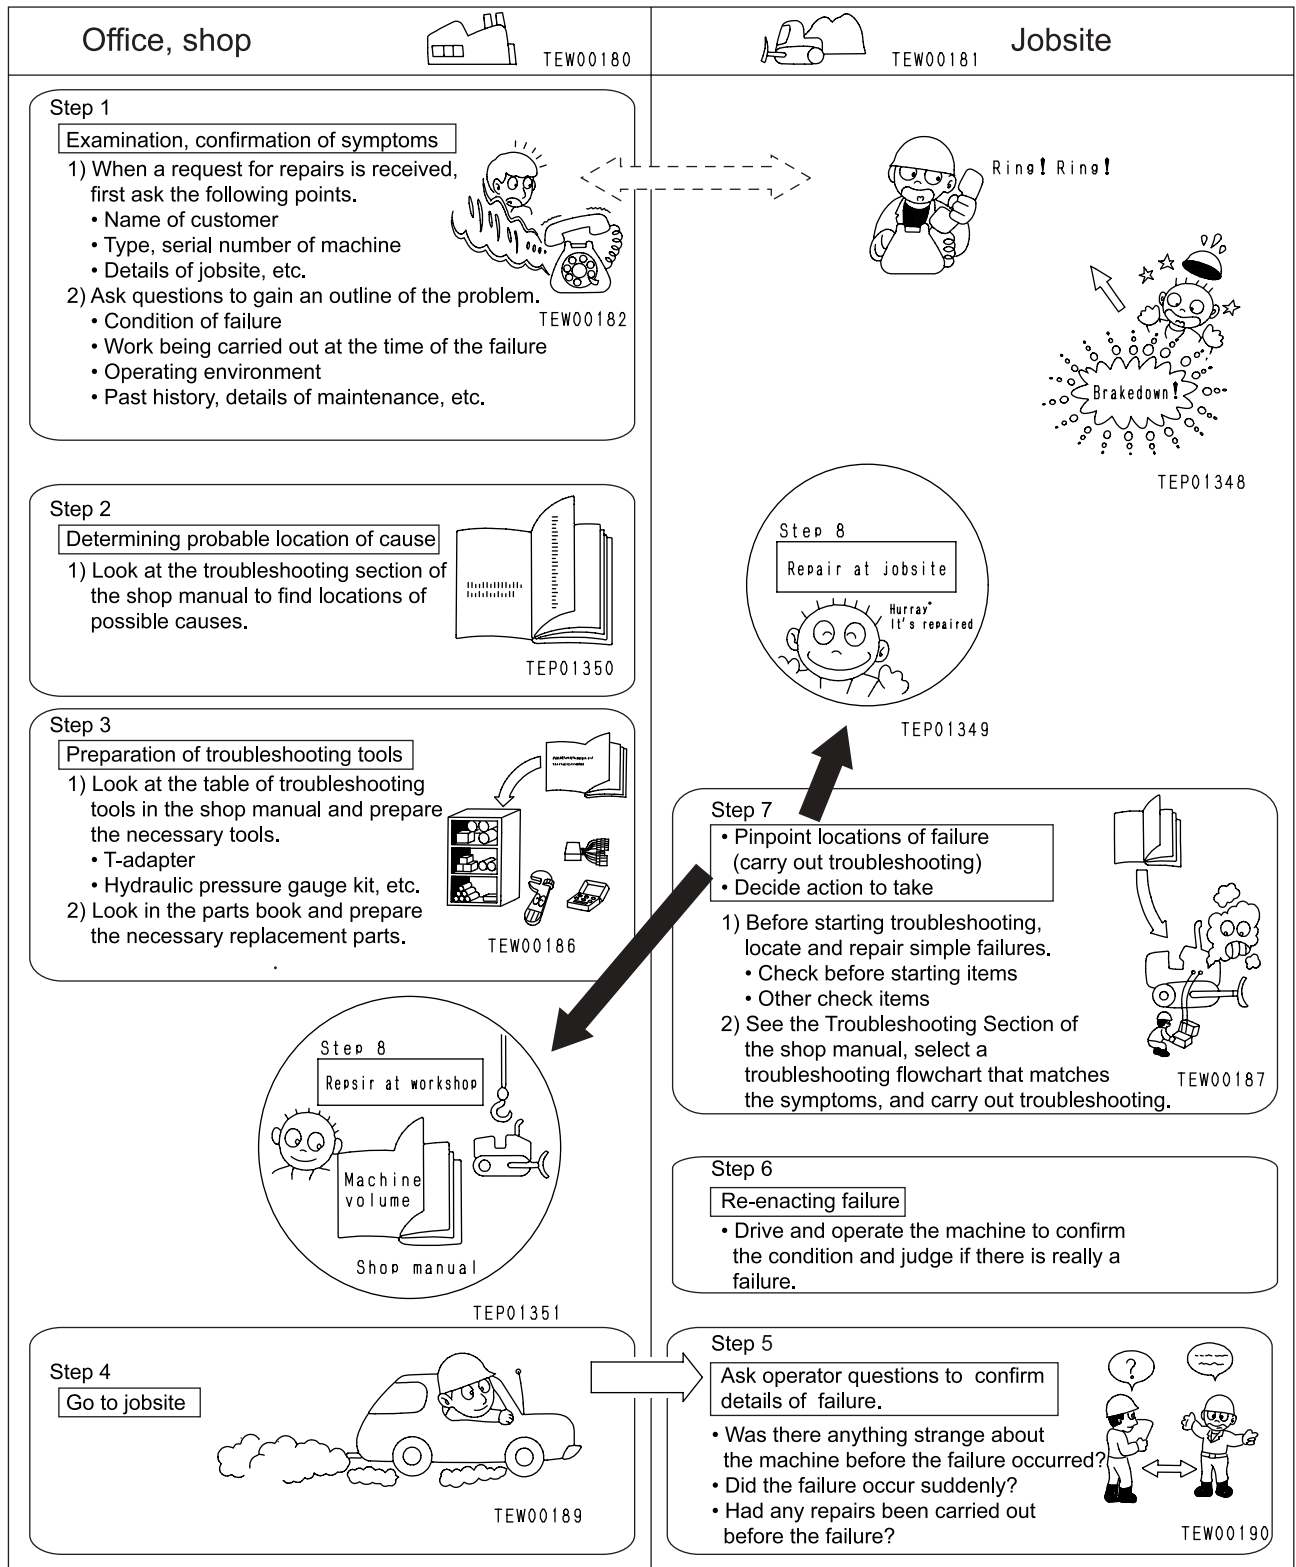 Office, shop
TEW00180
TEW00181
Jobsite
Step 1
Examination, confirmation of symptoms
1) When a request for repairs is received,
first ask the following points.
• Name of customer
• Type, serial number of machine
• Details of jobsite, etc.
2) Ask questions to gain an outline of the problem.
• Condition of failure
• Work being carried out at the time of the failure
• Operating environment
• Past history, details of maintenance, etc.
TEW00182
Ring! Ring!
Brakedown!
TEP01348
Step 2
Determining probable location of cause
1) Look at the troubleshooting section of
the shop manual to find locations of
possible causes.
TEP01350
Step 8
Repair at jobsite
Hurray"
It's repaired
TEP01349
Step 3
Preparation of troubleshooting tools
1) Look at the table of troubleshooting
tools in the shop manual and prepare
the necessary tools.
• T-adapter
• Hydraulic pressure gauge kit, etc.
2) Look in the parts book and prepare
the necessary replacement parts.
TEW00186
Step 7
• Pinpoint locations of failure
(carry out troubleshooting)
• Decide action to take
1) Before starting troubleshooting,
locate and repair simple failures.
• Check before starting items
• Other check items
2) See the Troubleshooting Section of
the shop manual, select a
troubleshooting flowchart that matches
the symptoms, and carry out troubleshooting.
TEW00187
Step 8
Repsir at workshop
Machine
volume
Shop manual
TEP01351
Step 6
Re-enacting failure
• Drive and operate the machine to confirm
the condition and judge if there is really a
failure.
Step 4
Go to jobsite
TEW00189
Step 5
Ask operator questions to confirm
details of failure.
• Was there anything strange about
the machine before the failure occurred?
• Did the failure occur suddenly?
• Had any repairs been carried out
before the failure?
?
TEW00190